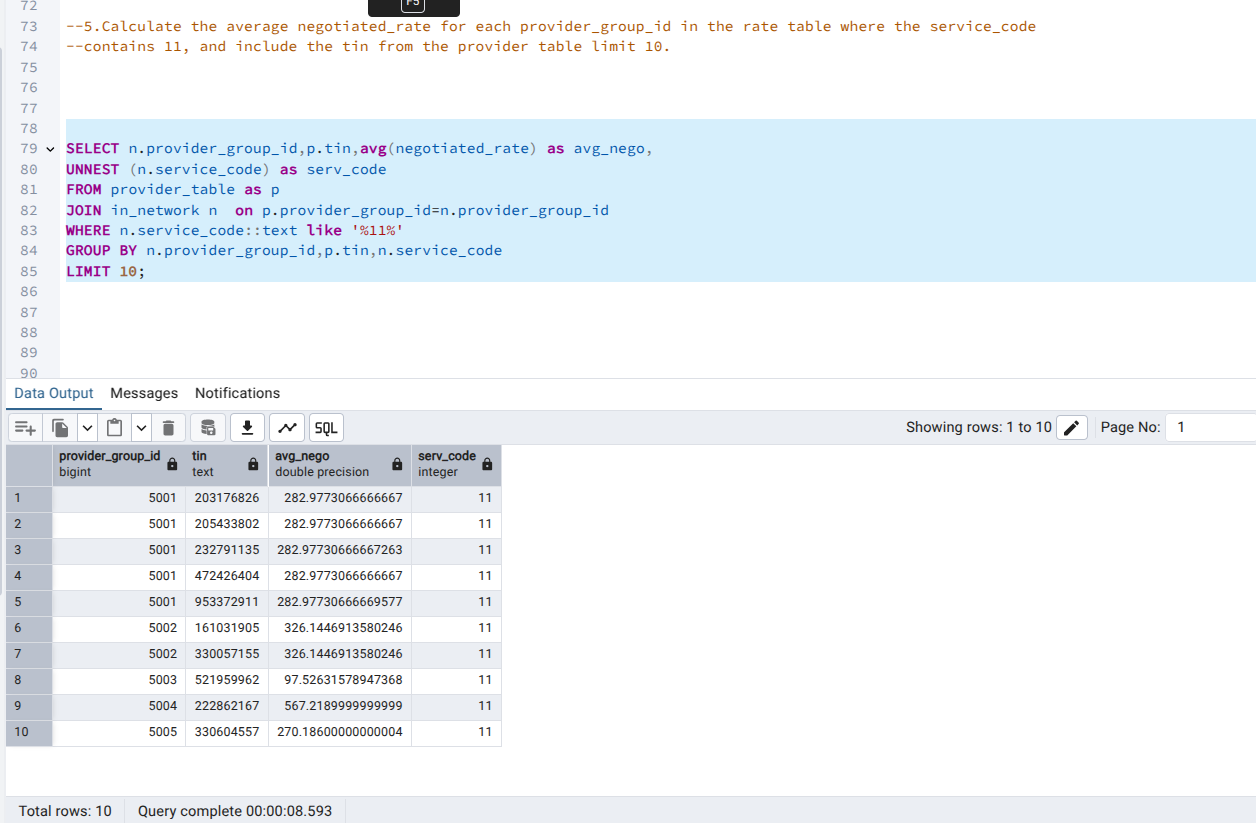 72
F5
73 --5.Calculate the average negotiated_rate for each provider_group_id in the rate table where the service_code
74 --contains 11, and include the tin from the provider table limit 10.
75
76
77
78
79 SELECT n.provider_group_id,p.tin,avg(negotiated_rate) as avg_nego,
80 UNNEST (n.service_code) as serv_code
81 FROM provider_table as p
82 JOIN in_network n  on p.provider_group_id=n.provider_group_id
83 WHERE n.service_code::text like '%11%'
84 GROUP BY n.provider_group_id,p.tin,n.service_code
85 LIMIT 10;
86
87
88
89
90
Data Output Messages Notifications
SQL Showing rows: 1 to 10 Page No: 1
provider_group_id tin avg_nego serv_code
bigint text double precision integer
1 5001 203176826 282.9773066666667 11
2 5001 205433802 282.9773066666667 11
3 5001 232791135 282.97730666667263 11
4 5001 472426404 282.9773066666667 11
5 5001 953372911 282.97730666669577 11
6 5002 161031905 326.1446913580246 11
7 5002 330057155 326.1446913580246 11
8 5003 521959962 97.52631578947368 11
9 5004 222862167 567.2189999999999 11
10 5005 330604557 270.18600000000004 11
Total rows: 10 Query complete 00:00:08.593